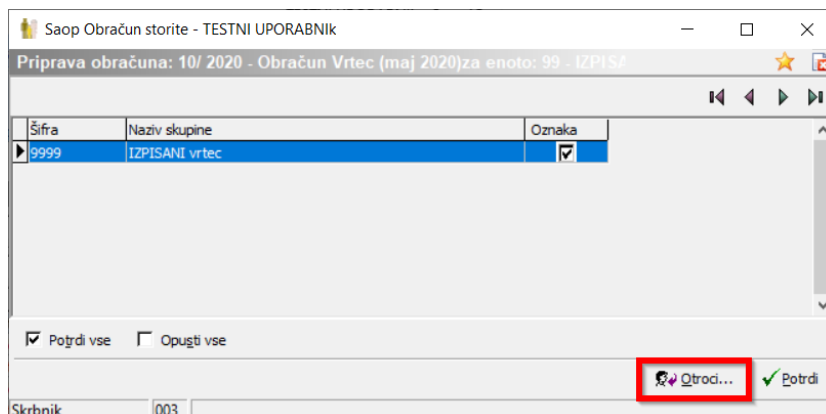 Saop Obračun storite - TESTNI UPORABNIk
Priprava obračuna: 10/ 2020 - Obračun Vrtec (maj 2020)za enoto: 99 - IZPISA
Šifra Naziv skupine Oznaka
9999 IZPISANI vrtec
Potrdi vse Opusti vse
Otroci... Potrdi
Skrbnik 003